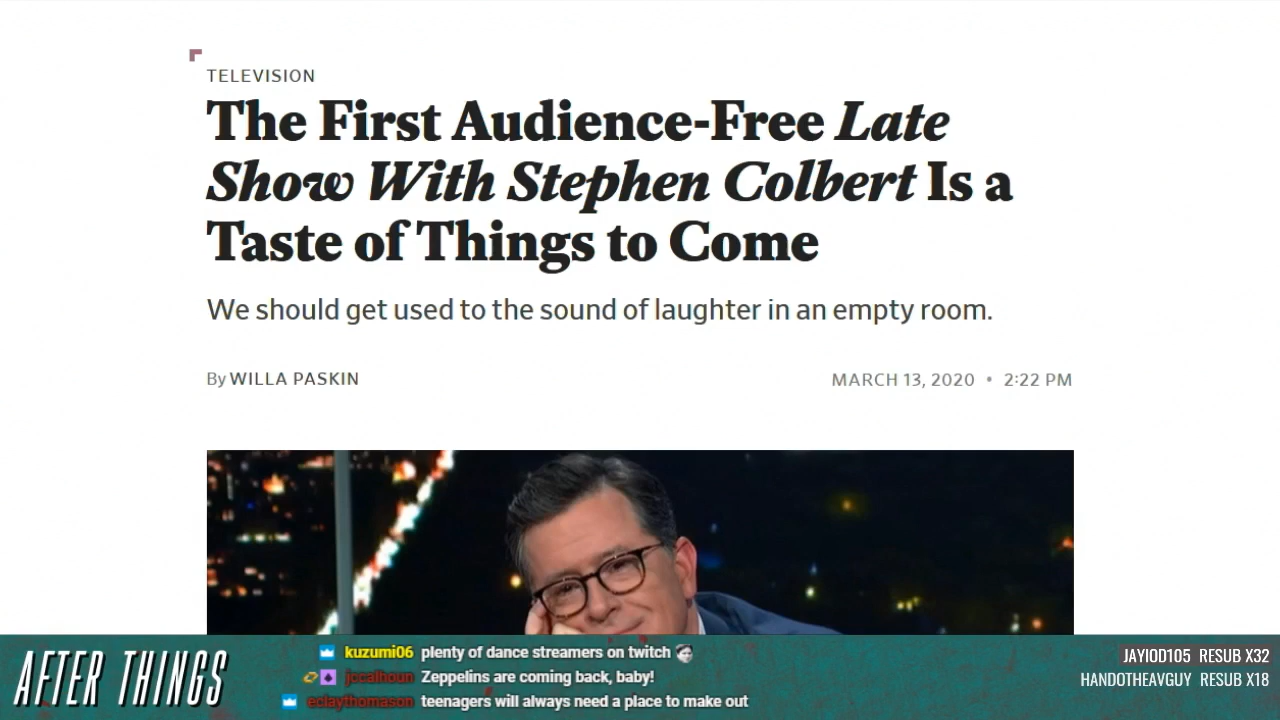 TELEVISION
The First Audience-Free Late
Show With Stephen Colbert Is a
Taste of Things to Come
We should get used to the sound of laughter in an empty room.
By WILLA PASKIN
MARCH 13, 2020 • 2:22 PM
AFTER THINGS
kuzumi06 plenty of dance streamers on twitch
jccalhoun Zeppelins are coming back, baby!
eclaythomason teenagers will always need a place to make out
JAYIOD105 RESUB X32
HANDOTHEAVGUY RESUB X18